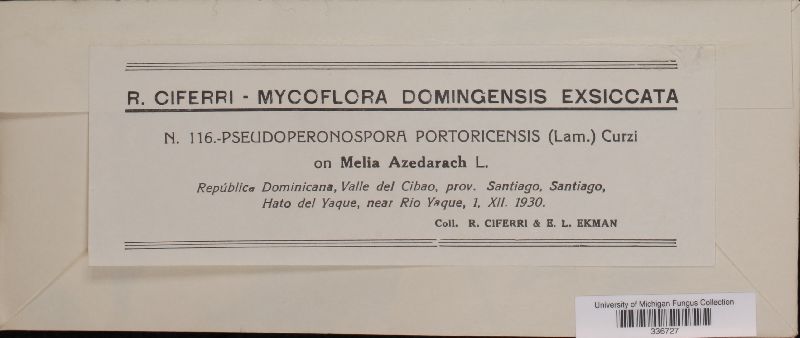 R. CIFERRI - MYCOFLORA DOMINGENSIS EXSICCATA
N. 116.-PSEUDOPERONOSPORA PORTORICENSIS (Lam.) Curzi
on Melia Azedarach L.
República Dominicana, Valle del Cibao, prov. Santiago, Santiago,
Hato del Yaque, near Rio Yaque, 1, XII. 1930.
Coll. R. CIFERRI & E. L. EKMAN
University of Michigan Fungus Collection
336727